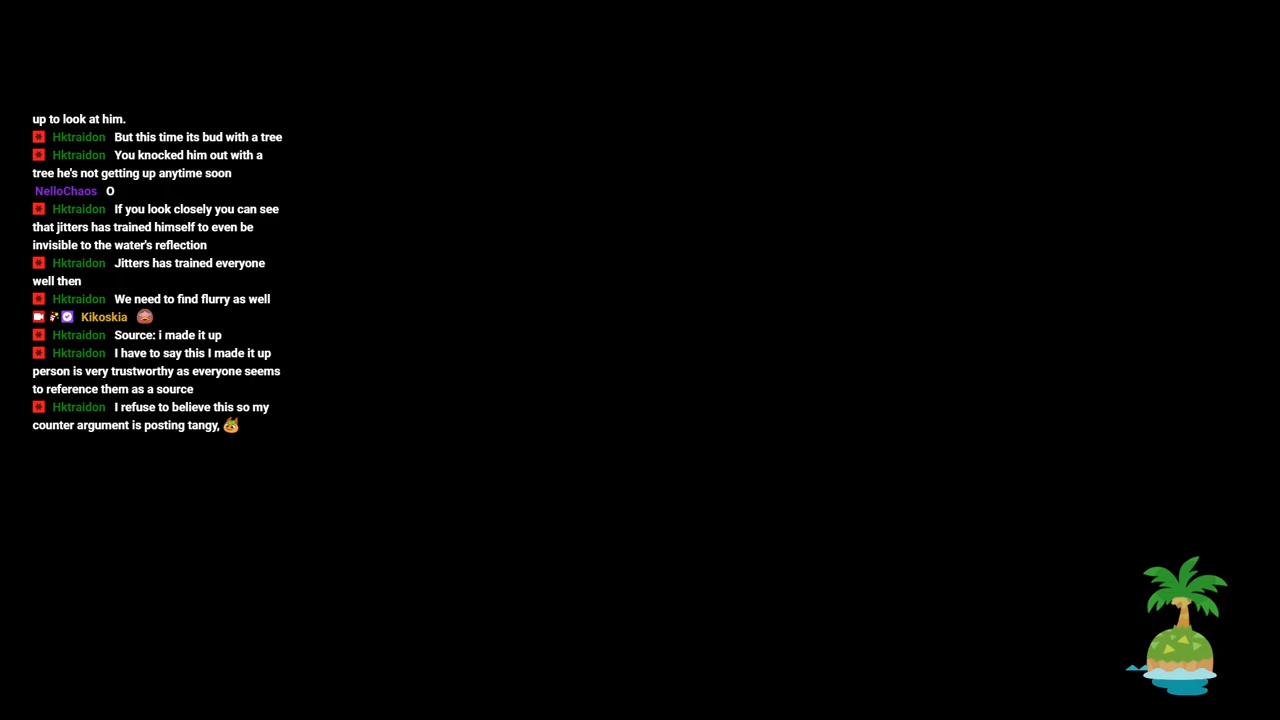 up to look at him.
Hktraidon But this time its bud with a tree
Hktraidon You knocked him out with a
tree he's not getting up anytime soon
NelloChaos O
Hktraidon If you look closely you can see
that jitters has trained himself to even be
invisible to the water's reflection
Hktraidon Jitters has trained everyone
well then
Hktraidon We need to find flurry as well
Kikoskia
Hktraidon Source: i made it up
Hktraidon I have to say this I made it up
person is very trustworthy as everyone seems
to reference them as a source
Hktraidon I refuse to believe this so my
counter argument is posting tangy,